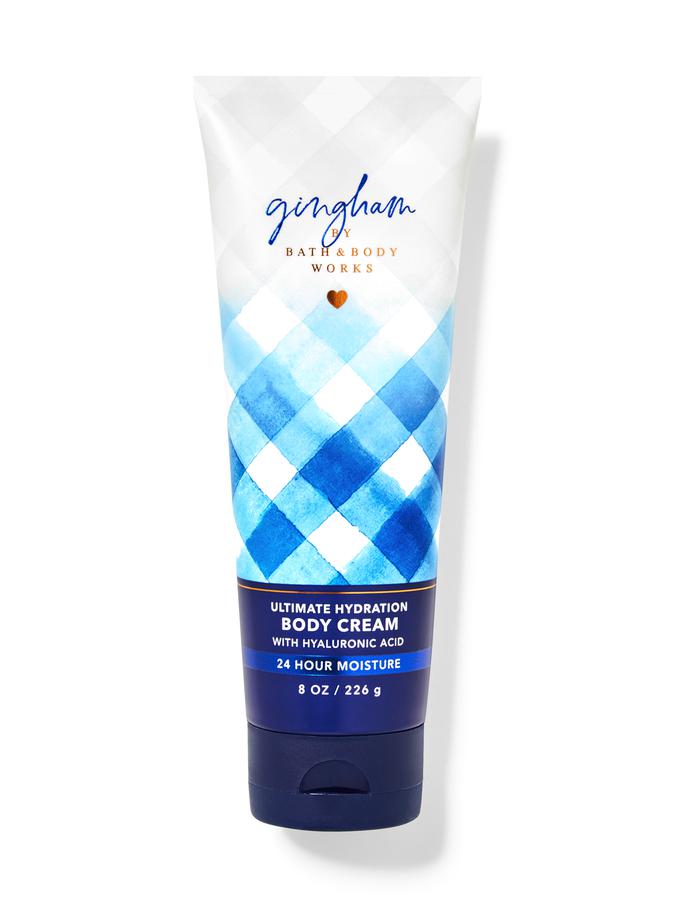 gingham
BY
BATH & BODY
WORKS
ULTIMATE HYDRATION
BODY CREAM
WITH HYALURONIC ACID
24 HOUR MOISTURE
8 OZ / 226 g